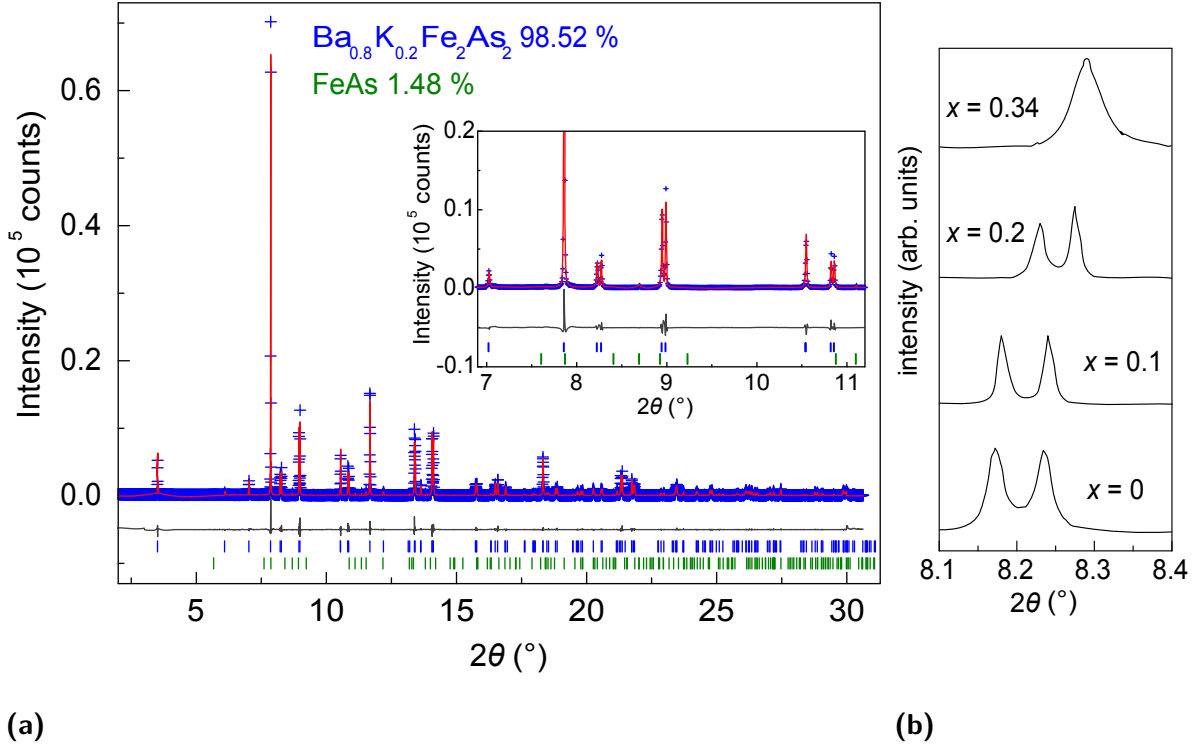 Ba0.8K0.2Fe2As2 98.52 %
FeAs 1.48 %
Intensity (10 5 counts)
0.6
0.4
0.2
0.0
5 10 15 20 25 30
2θ (°)
Intensity (10 5 counts)
0.2
0.1
0.0
-0.1
7 8 9 10 11
2θ (°)
(a)
intensity (arb. units)
x = 0.34
x = 0.2
x = 0.1
x = 0
8.1 8.2 8.3 8.4
2θ (°)
(b)